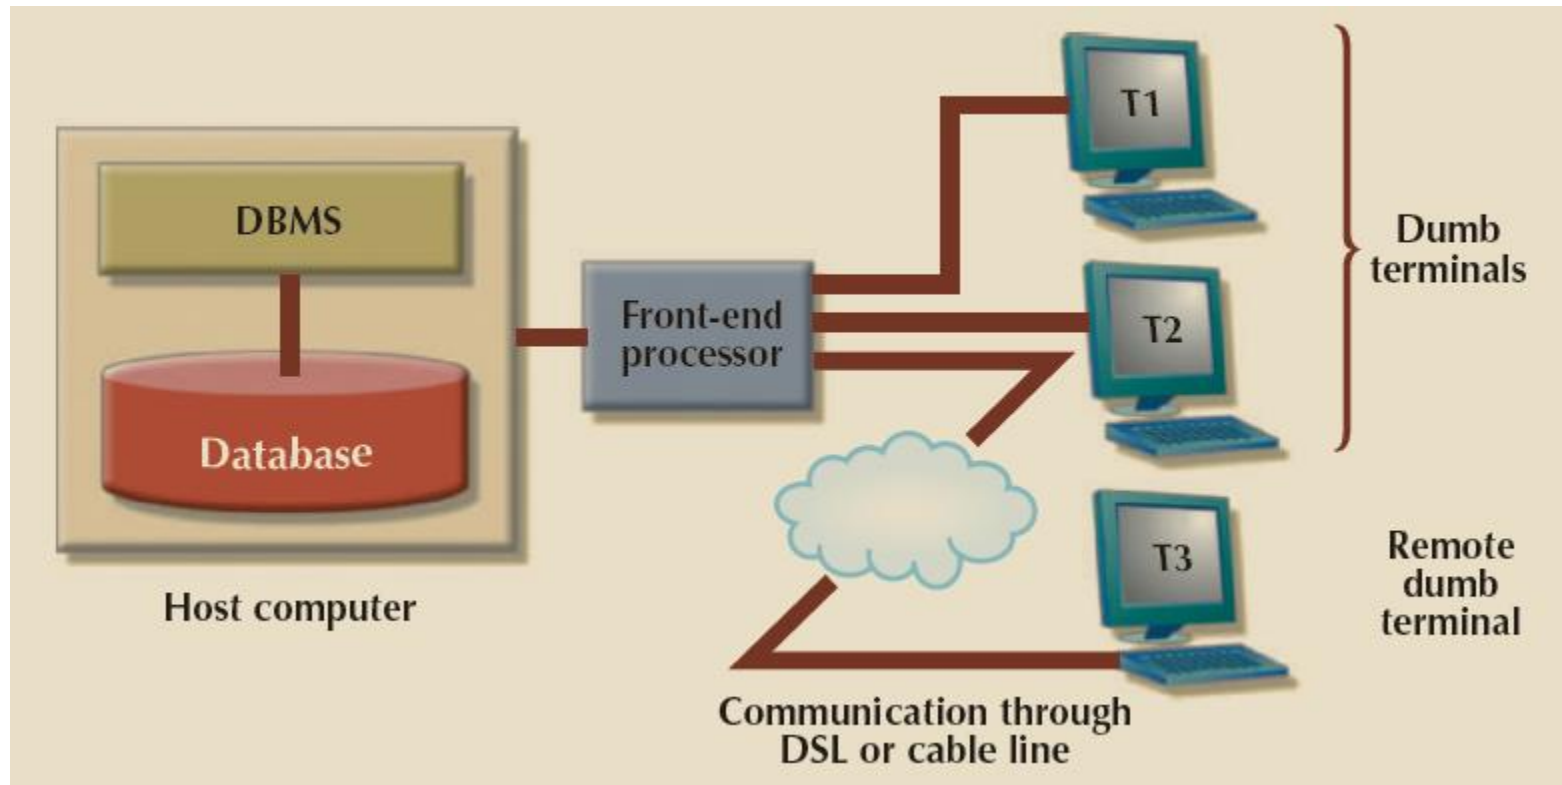 DBMS
Database
Host computer
Front-end
processor
T1
T2
T3
Dumb
terminals
Remote
dumb
terminal
Communication through
DSL or cable line